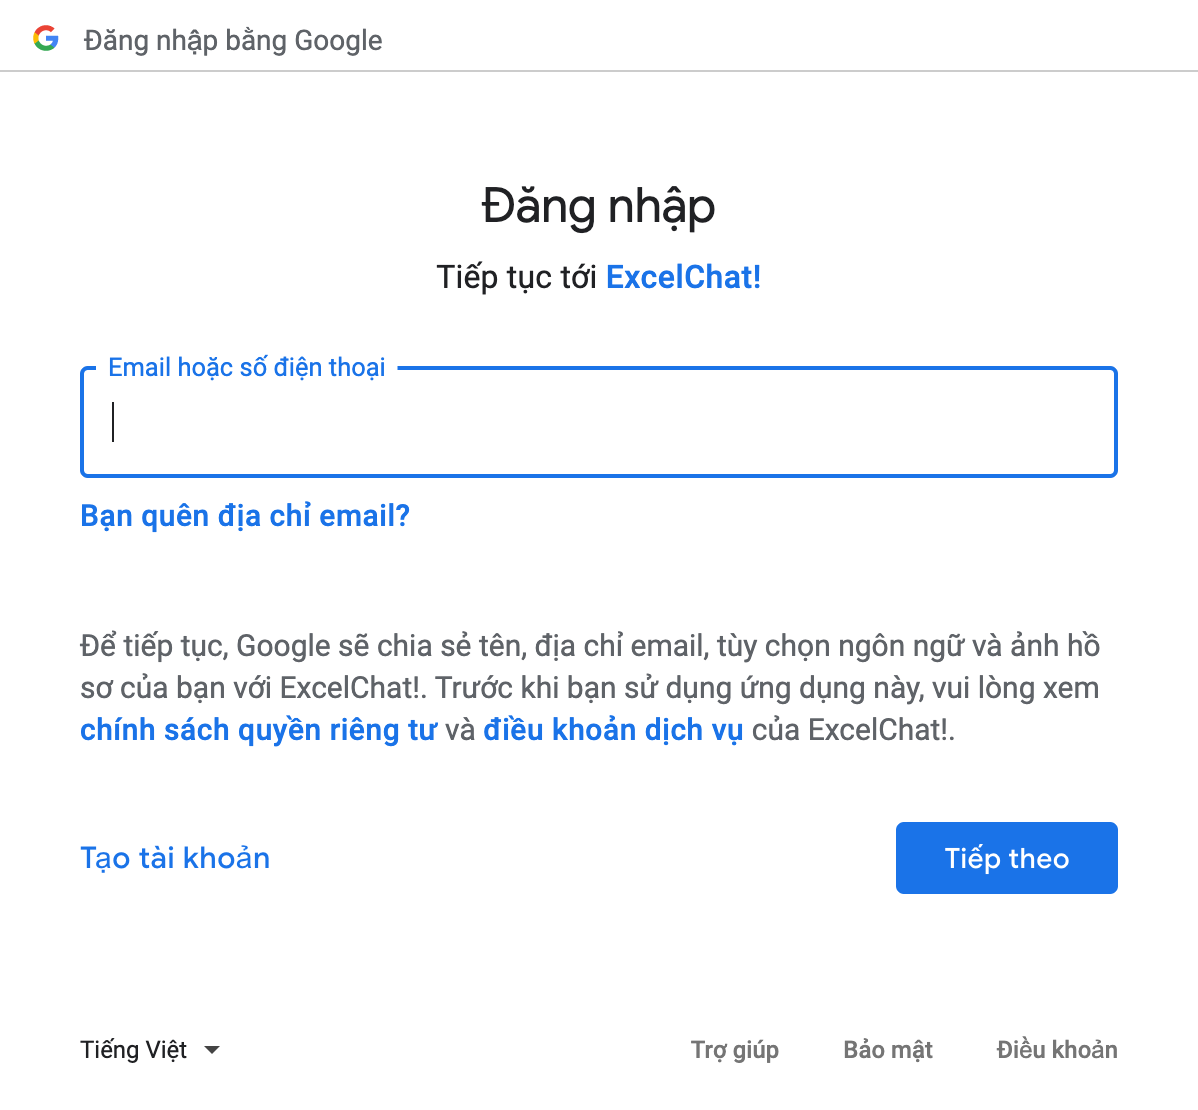 Đăng nhập bằng Google
Đăng nhập
Tiếp tục tới ExcelChat!
Email hoặc số điện thoại
Bạn quên địa chỉ email?
Để tiếp tục, Google sẽ chia sẻ tên, địa chỉ email, tùy chọn ngôn ngữ và ảnh hồ
sơ của bạn với ExcelChat!. Trước khi bạn sử dụng ứng dụng này, vui lòng xem
chính sách quyền riêng tư và điều khoản dịch vụ của ExcelChat!.
Tạo tài khoản
Tiếp theo
Tiếng Việt
Trợ giúp
Bảo mật
Điều khoản